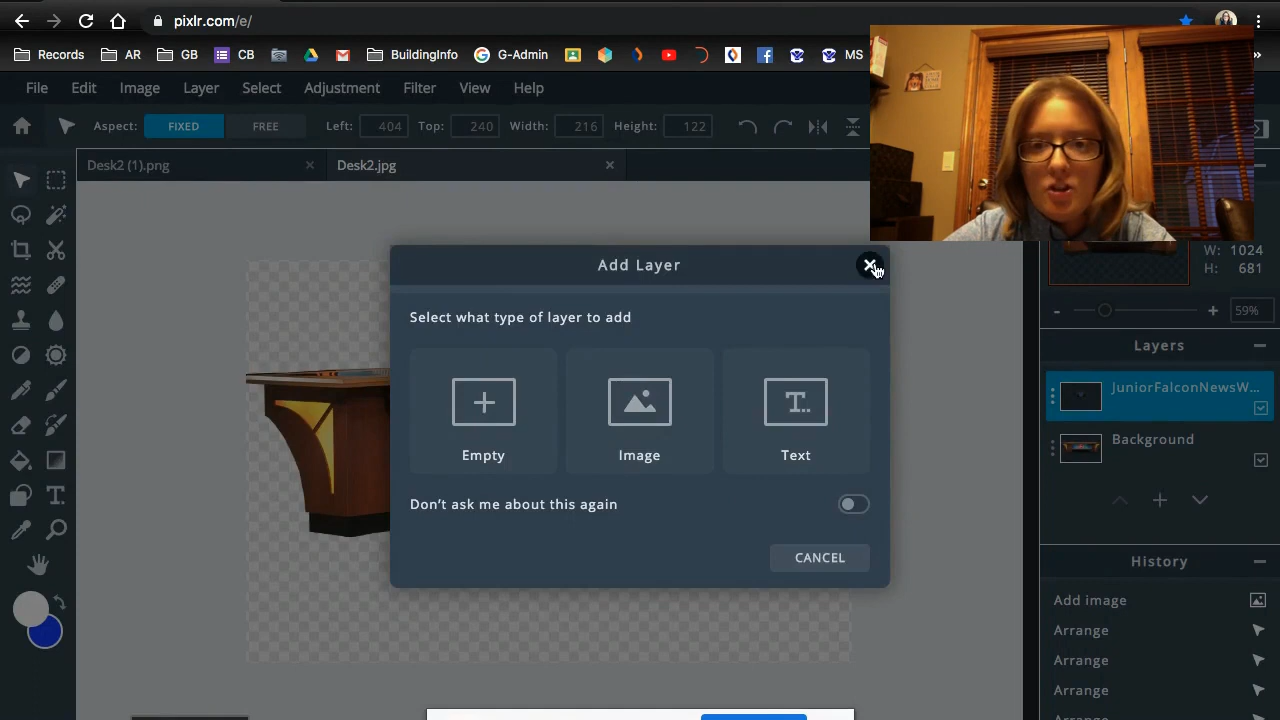 pixlr.com/e/
Records AR GB CB BuildingInfo G-Admin MS »
File Edit Image Layer Select Adjustment Filter View Help
Aspect: FIXED FREE Left: 404 Top: 240 Width: 216 Height: 122
Desk2 (1).png Desk2.jpg
W: 1024
H: 681
Add Layer
Select what type of layer to add
59%
Layers
JuniorFalconNewsW...
Background
Empty Image Text
Don't ask me about this again
CANCEL
History
Add image
Arrange
Arrange
Arrange